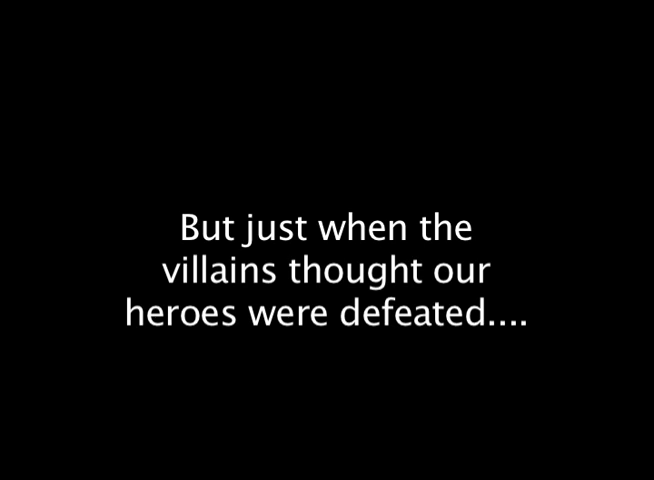 But just when the
villains thought our
heroes were defeated....